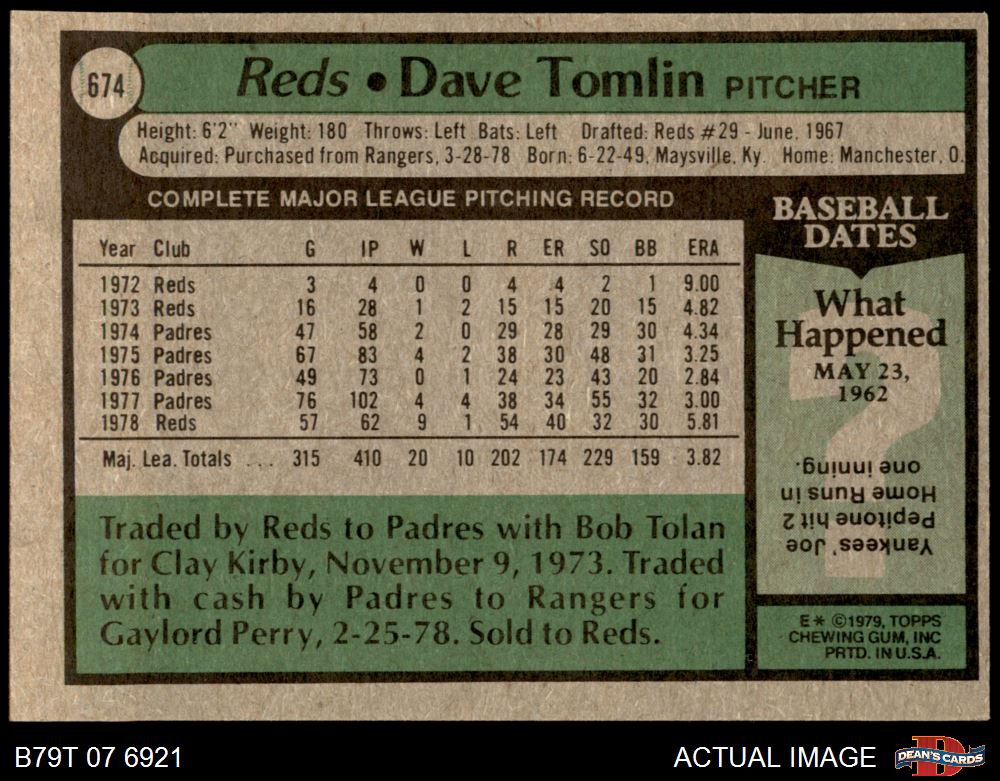 674
Reds • Dave Tomlin PITCHER
Height: 6'2" Weight: 180 Throws: Left Bats: Left Drafted: Reds #29 - June, 1967
Acquired: Purchased from Rangers, 3-28-78 Born: 6-22-49, Maysville, Ky. Home: Manchester, O.
COMPLETE MAJOR LEAGUE PITCHING RECORD
Year Club G IP W L R ER SO BB ERA
1972 Reds 3 4 0 0 4 4 2 1 9.00
1973 Reds 16 28 1 2 15 15 20 15 4.82
1974 Padres 47 58 2 0 29 28 29 30 4.34
1975 Padres 67 83 4 2 38 30 48 31 3.25
1976 Padres 49 73 0 1 24 23 43 20 2.84
1977 Padres 76 102 4 4 38 34 55 32 3.00
1978 Reds 57 62 9 1 54 40 32 30 5.81
Maj. Lea. Totals ... 315 410 20 10 202 174 229 159 3.82
Traded by Reds to Padres with Bob Tolan
for Clay Kirby, November 9, 1973. Traded
with cash by Padres to Rangers for
Gaylord Perry, 2-25-78. Sold to Reds.
BASEBALL
DATES
What
Happened
MAY 23,
1962
?
Yankees' Joe
Pepitone hit 2
Home Runs in
one inning.
E* ©1979, TOPPS
CHEWING GUM, INC
PRTD. IN U.S.A.
B79T 07 6921
ACTUAL IMAGE
D
DEAN'S CARDS